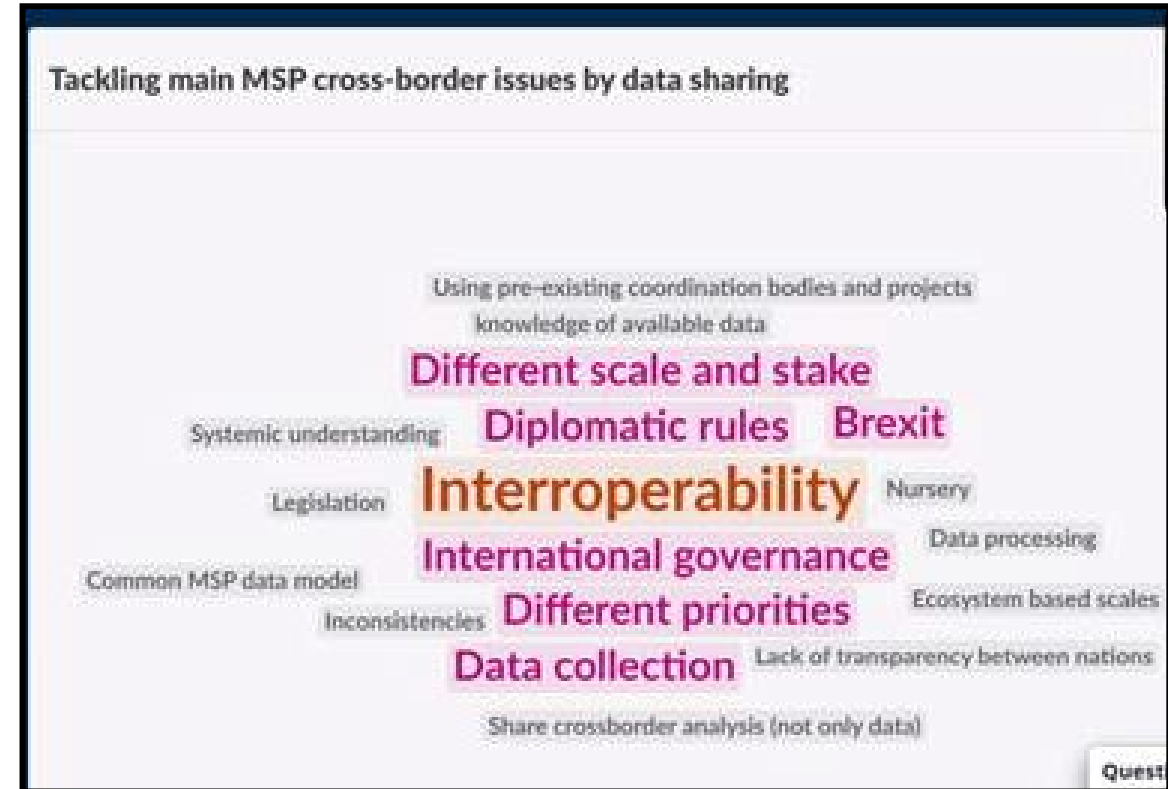 Tackling main MSP cross-border issues by data sharing
Using pre-existing coordination bodies and projects
knowledge of available data
Different scale and stake
Systemic understanding Diplomatic rules Brexit
Legislation Interroperability Nursery
International governance Data processing
Common MSP data model
Inconsistencies Different priorities Ecosystem based scales
Data collection Lack of transparency between nations
Share crossborder analysis (not only data)